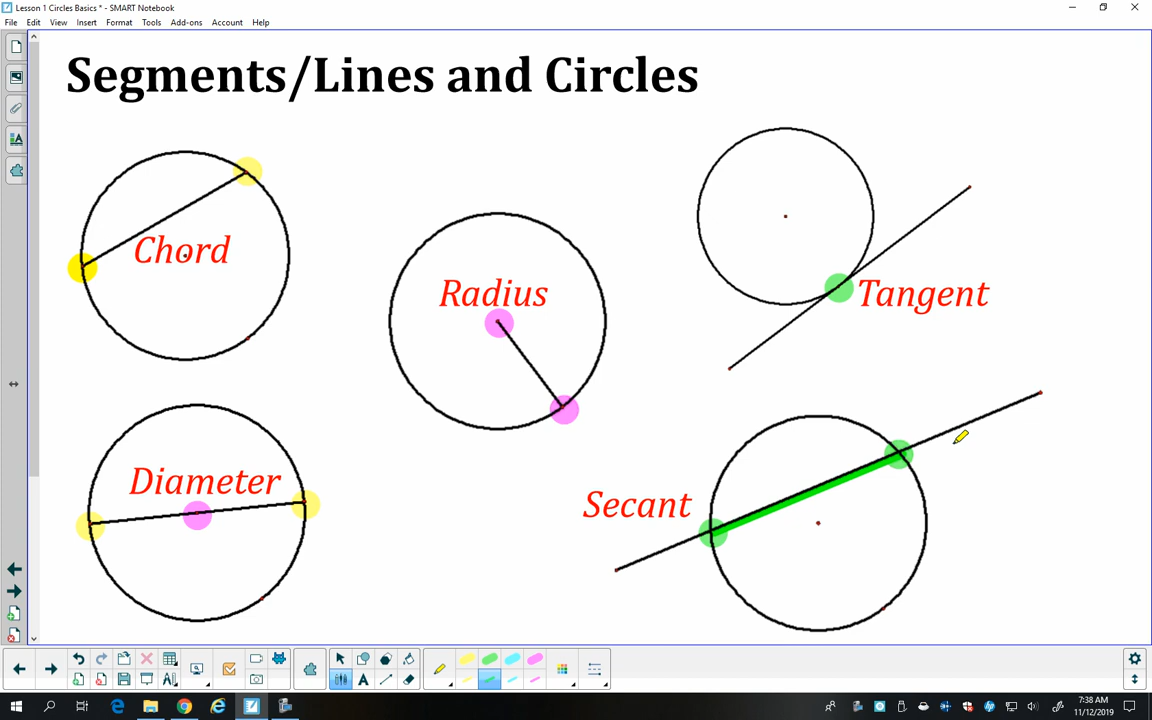 Lesson 1 Circles Basics * - SMART Notebook
File Edit View Insert Format Tools Add-ons Account Help
Segments/Lines and Circles
Chord
Radius
Tangent
Diameter
Secant
7:38 AM
11/12/2019